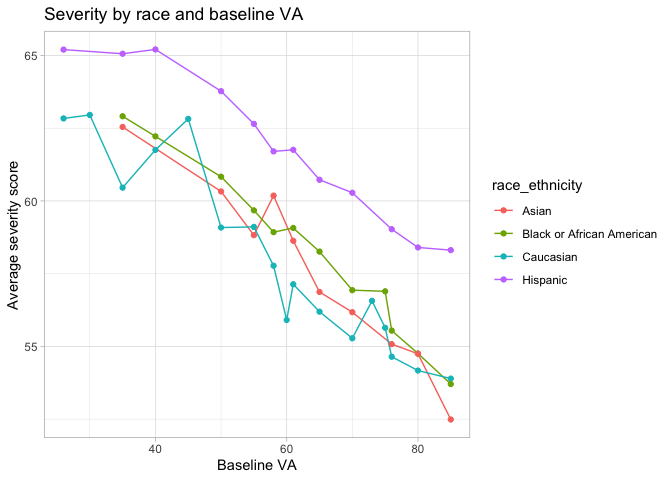 Severity by race and baseline VA
65
60
55
Average severity score
40 60 80
Baseline VA
race_ethnicity
Asian
Black or African American
Caucasian
Hispanic